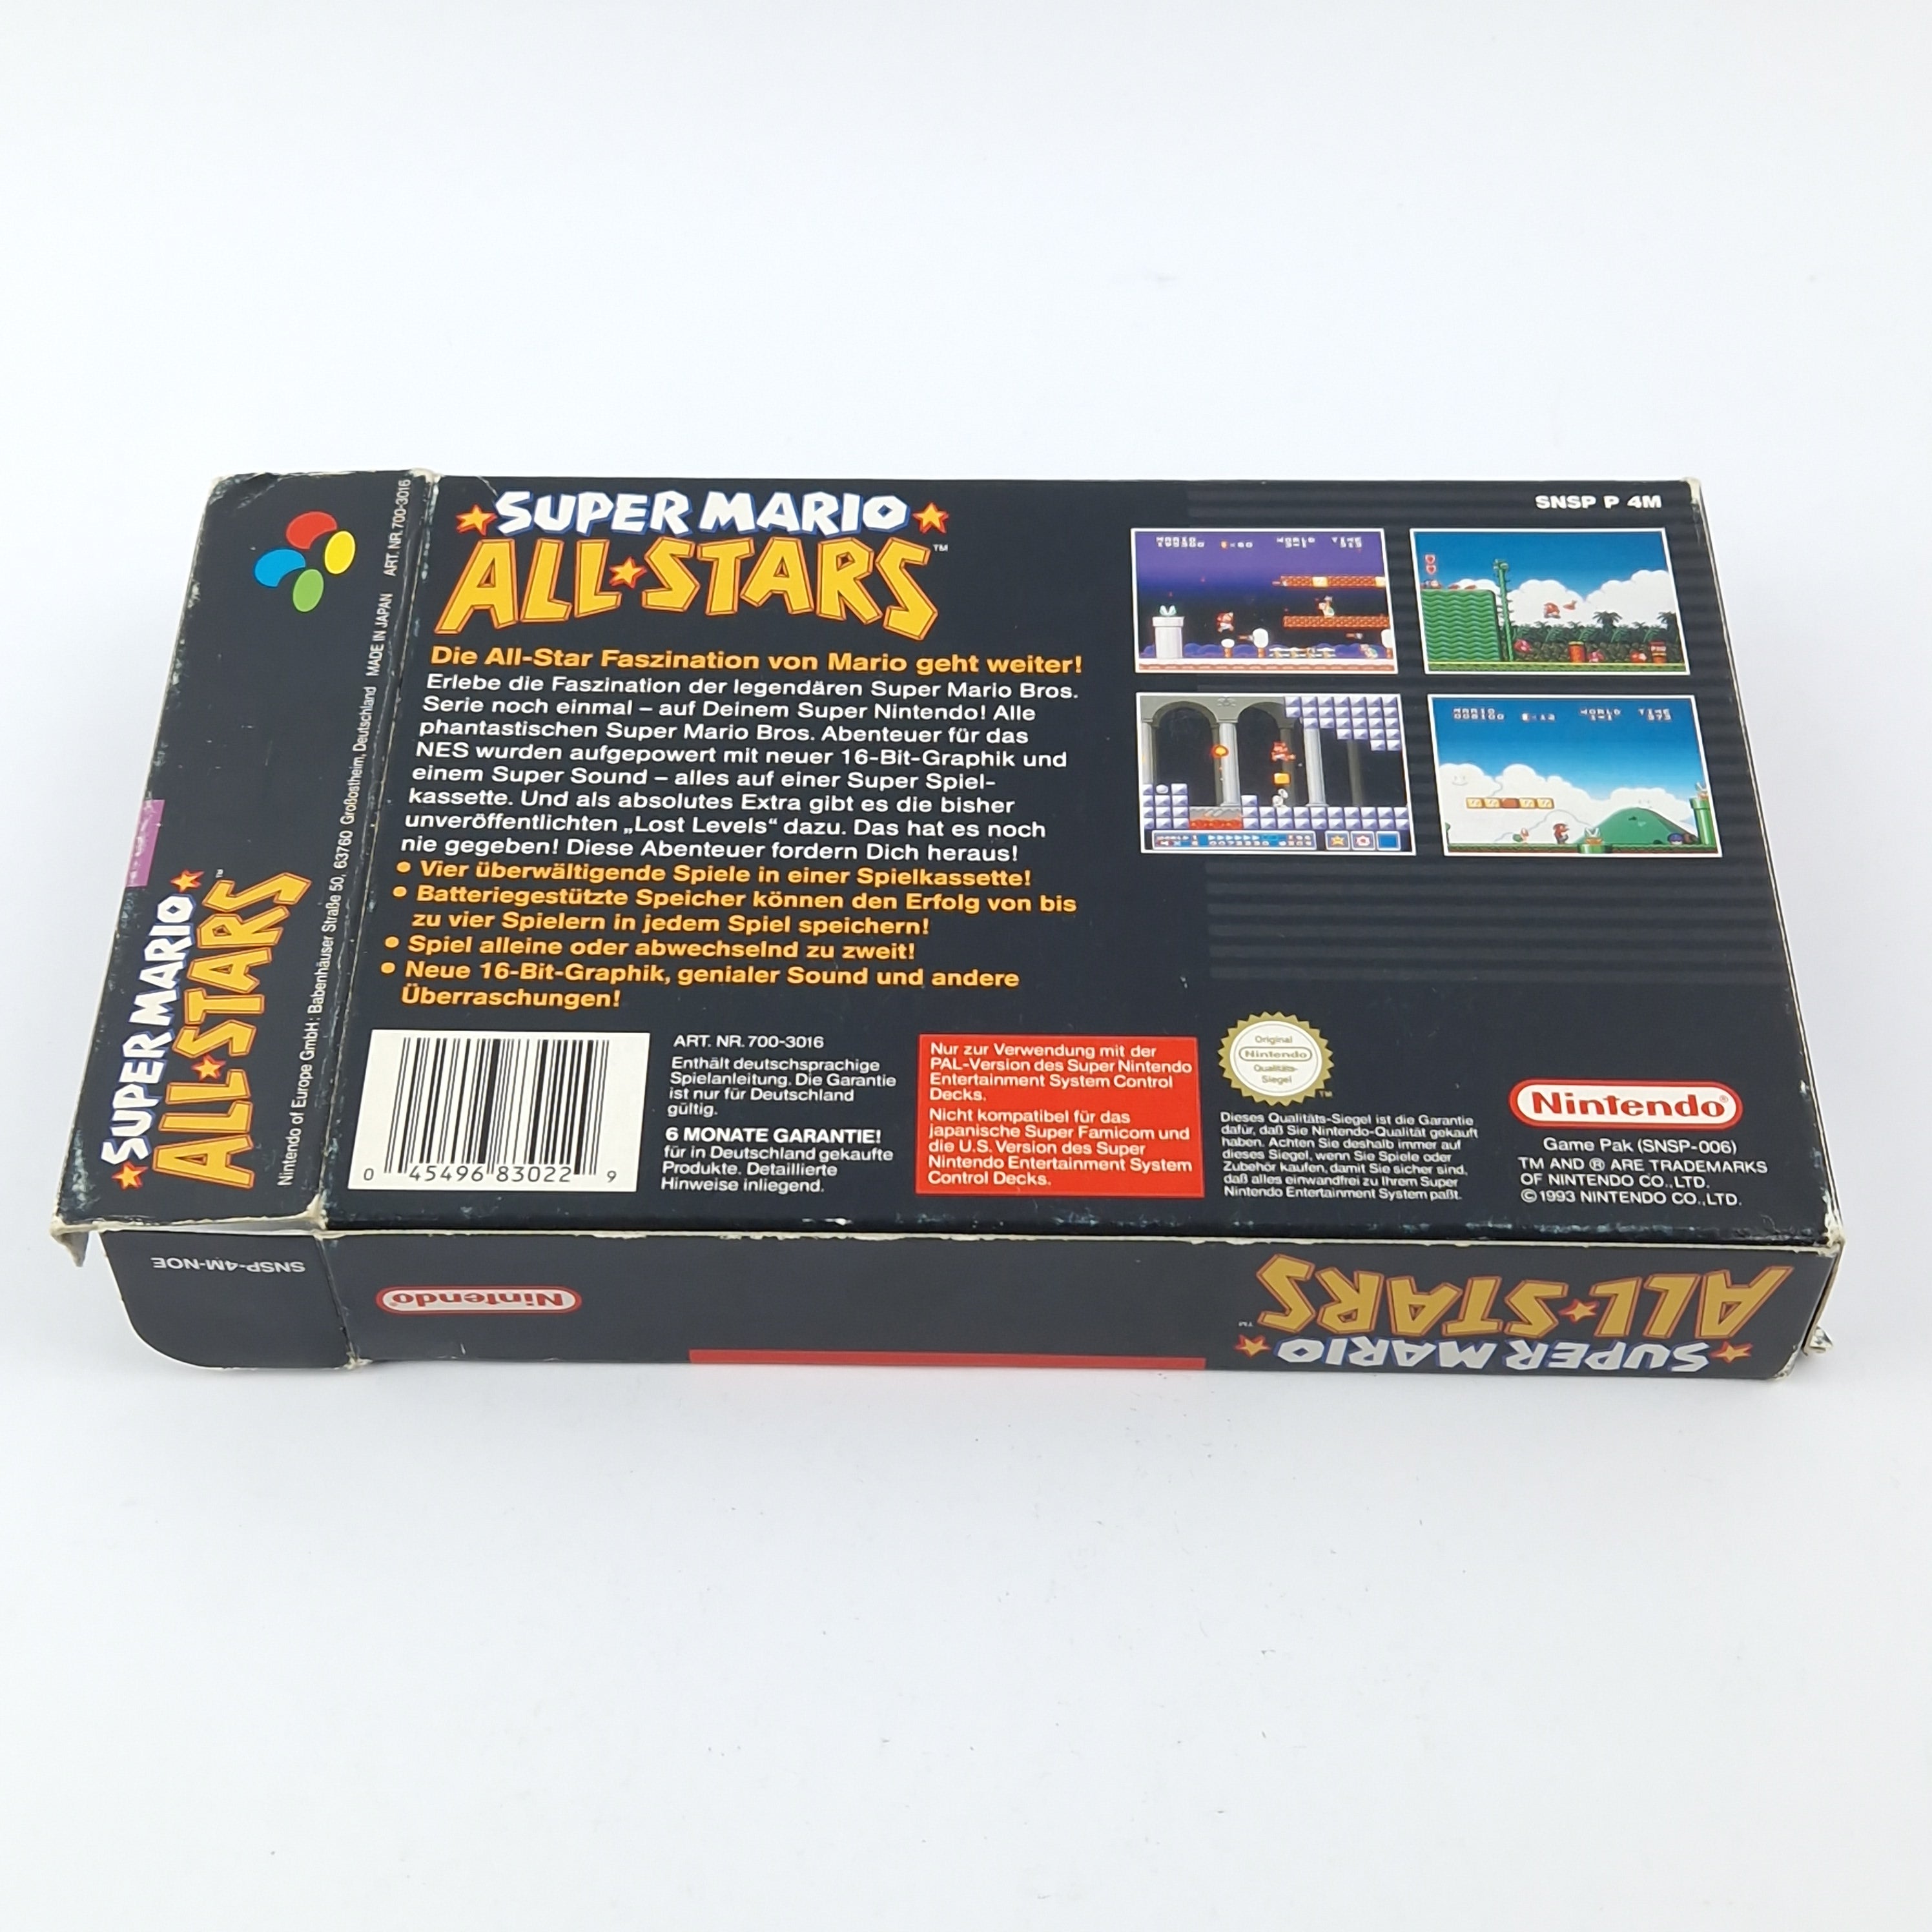 SUPER MARIO
ALL★STARS™
Nintendo of Europe GmbH: Babenhäuser Straße 50, 63760 Großostheim, Deutschland MADE IN JAPAN ART. NR. 700-3016
SUPER MARIO
ALL★STARS™
Die All-Star Faszination von Mario geht weiter!
Erlebe die Faszination der legendären Super Mario Bros.
Serie noch einmal – auf Deinem Super Nintendo! Alle
phantastischen Super Mario Bros. Abenteuer für das
NES wurden aufgepowert mit neuer 16-Bit-Graphik und
einem Super Sound – alles auf einer Super Spiel-
kassette. Und als absolutes Extra gibt es die bisher
unveröffentlichten „Lost Levels“ dazu. Das hat es noch
nie gegeben! Diese Abenteuer fordern Dich heraus!
• Vier überwältigende Spiele in einer Spielkassette!
• Batteriegestützte Speicher können den Erfolg von bis
zu vier Spielern in jedem Spiel speichern!
• Spiel alleine oder abwechselnd zu zweit!
• Neue 16-Bit-Graphik, genialer Sound und andere
Überraschungen!
SNSP P 4M
MARIO WORLD TIME
MARIO WORLD TIME
0 45496 83022 9
ART. NR. 700-3016
Enthält deutschsprachige
Spielanleitung. Die Garantie
ist nur für Deutschland
gültig.
6 MONATE GARANTIE!
für in Deutschland gekaufte
Produkte. Detaillierte
Hinweise inliegend.
Nur zur Verwendung mit der
PAL-Version des Super Nintendo
Entertainment System Control
Decks.
Nicht kompatibel für das
japanische Super Famicom und
die U.S. Version des Super
Nintendo Entertainment System
Control Decks.
Original
Nintendo
Qualitäts-
Siegel
TM
Dieses Qualitäts-Siegel ist die Garantie
dafür, daß Sie Nintendo-Qualität gekauft
haben. Achten Sie deshalb immer auf
dieses Siegel, wenn Sie Spiele oder
Zubehör kaufen, damit Sie sicher sind,
daß alles einwandfrei zu Ihrem Super
Nintendo Entertainment System paßt.
Nintendo®
Game Pak (SNSP-006)
TM AND ® ARE TRADEMARKS
OF NINTENDO CO., LTD.
©1993 NINTENDO CO., LTD.
SNSP-4M-NOE
Nintendo®
SUPER MARIO
ALL★STARS™